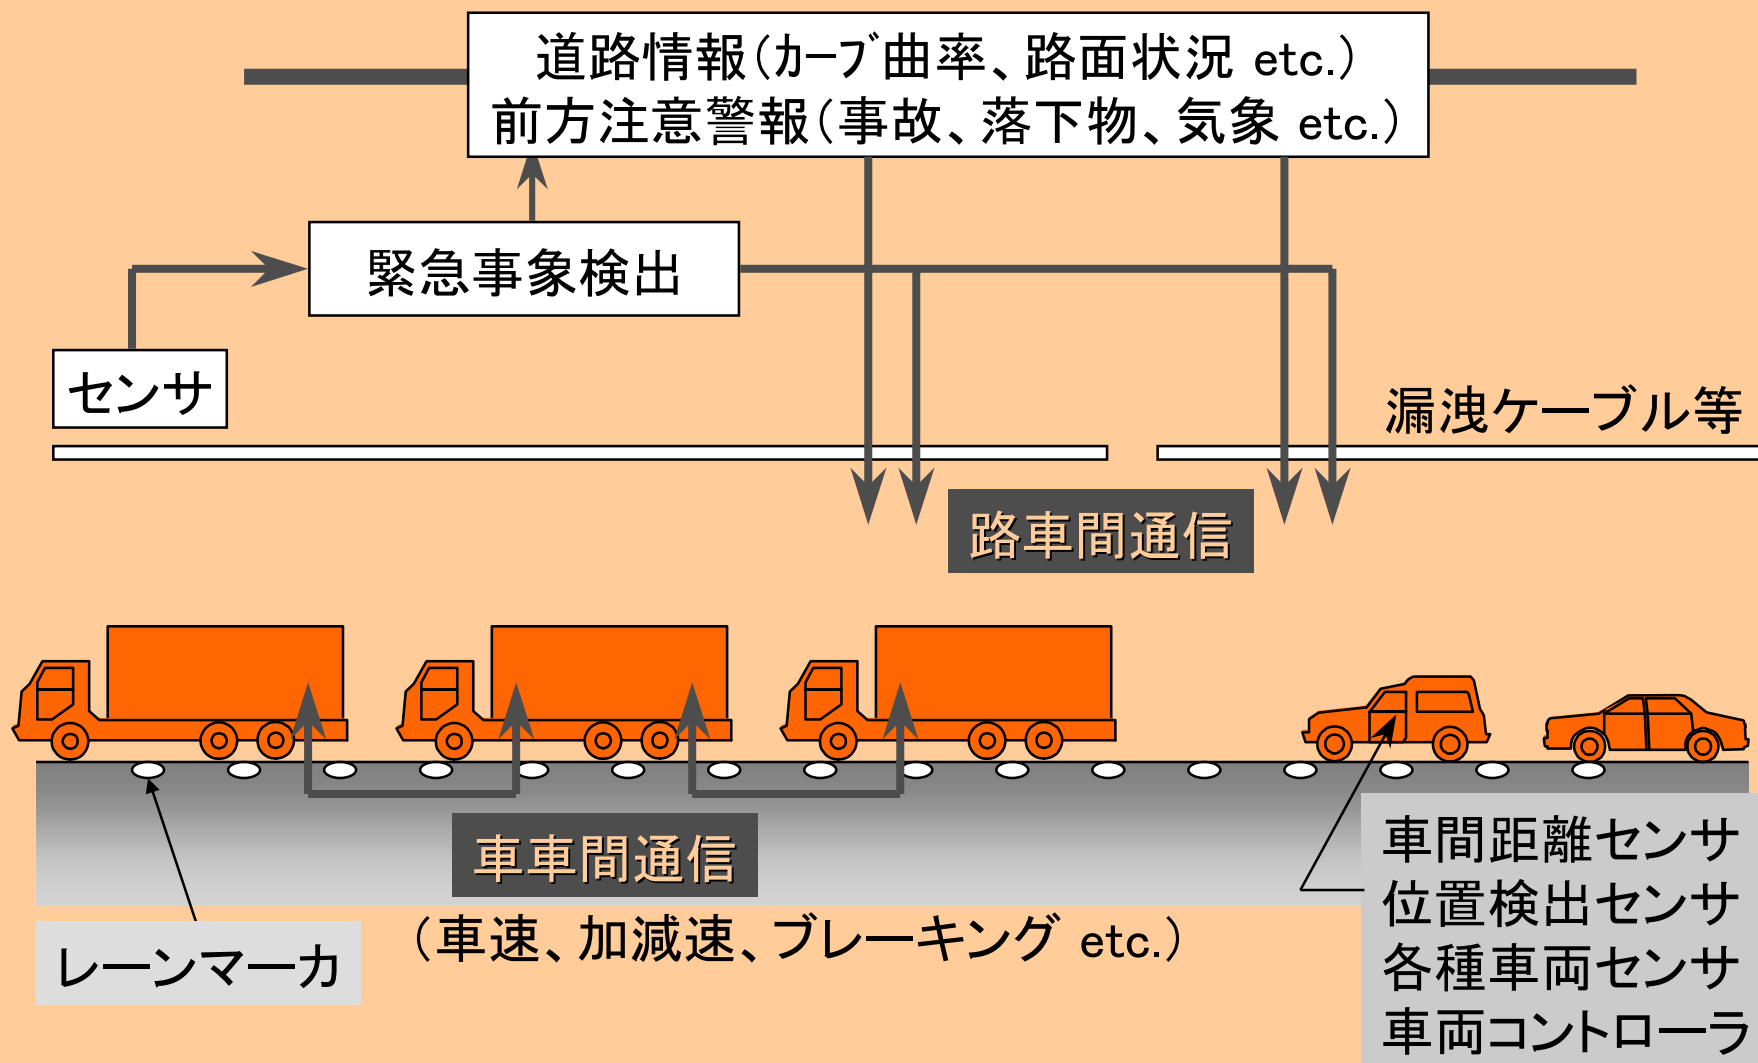 道路情報(ｶｰﾌﾞ曲率、路面状況 etc.)
前方注意警報(事故、落下物、気象 etc.)
緊急事象検出
センサ
漏洩ケーブル等
路車間通信
車車間通信
(車速、加減速、ブレーキング etc.)
レーンマーカ
車間距離センサ
位置検出センサ
各種車両センサ
車両コントローラ